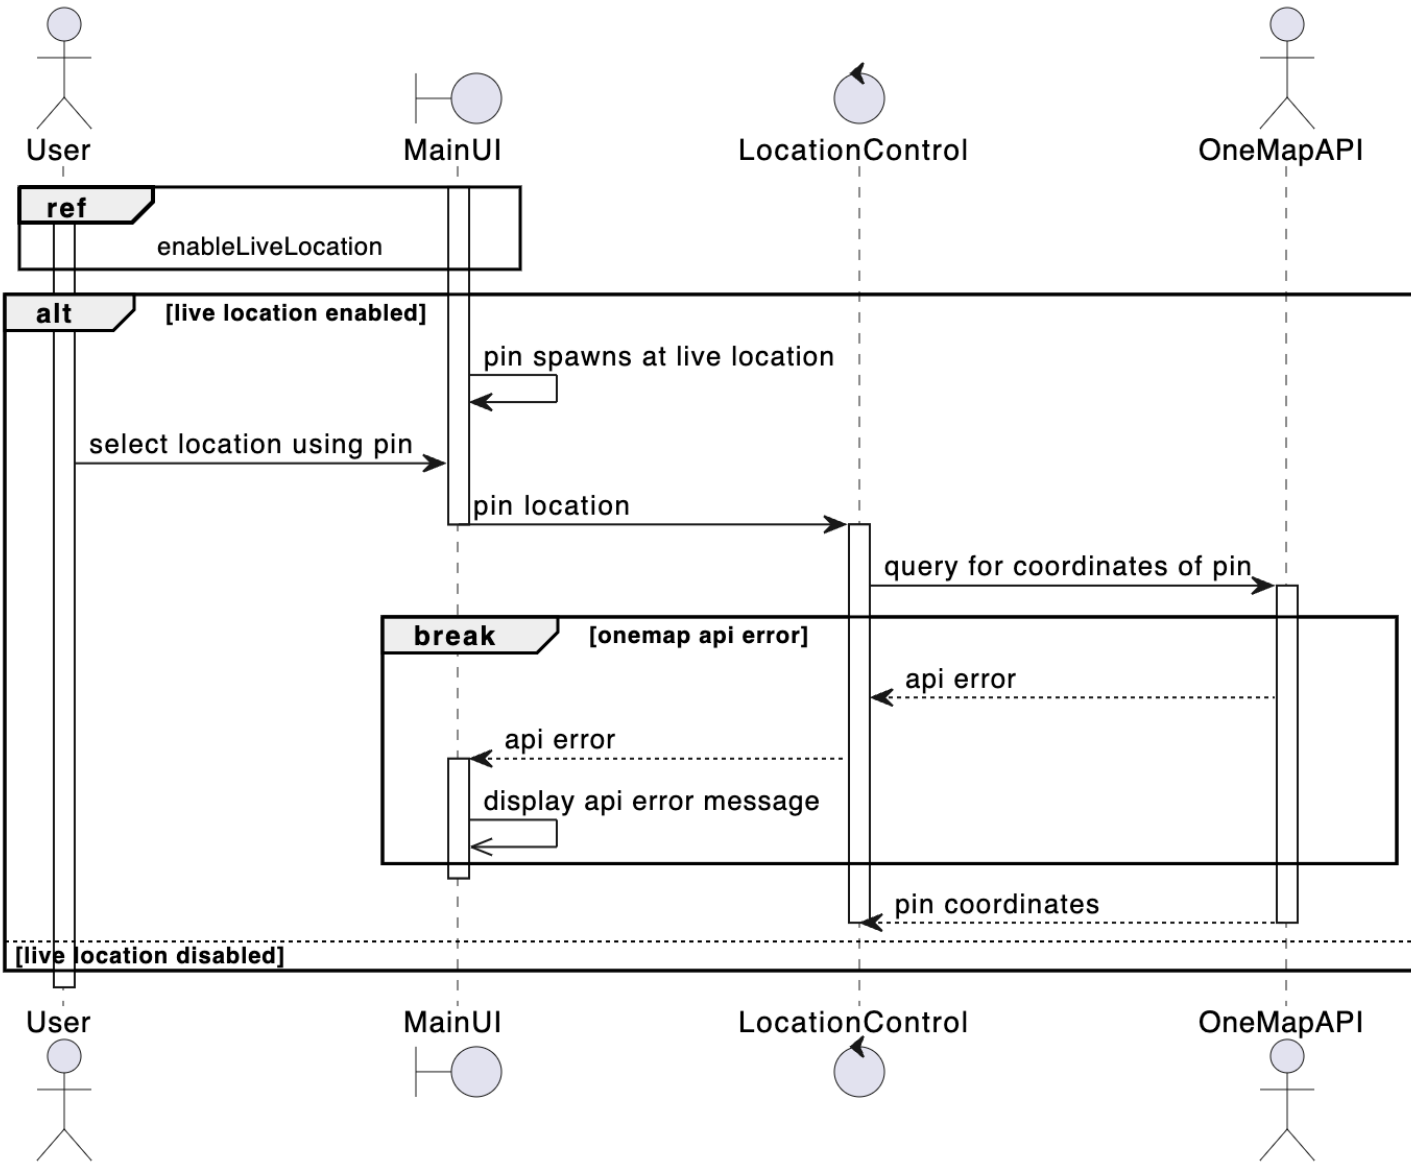 User
MainUI
LocationControl
OneMapAPI
ref
enableLiveLocation
alt
[live location enabled]
pin spawns at live location
select location using pin
pin location
query for coordinates of pin
break
[onemap api error]
api error
api error
display api error message
pin coordinates
[live location disabled]
User
MainUI
LocationControl
OneMapAPI